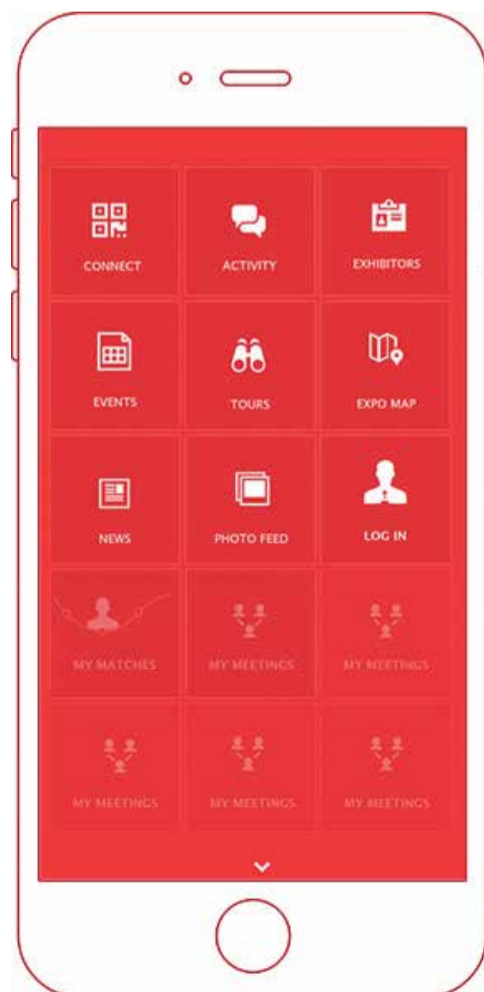 CONNECT
ACTIVITY
EXHIBITORS
EVENTS
TOURS
EXPO MAP
NEWS
PHOTO FEED
LOG IN
MY MATCHES
MY MEETINGS
MY MEETINGS
MY MEETINGS
MY MEETINGS
MY MEETINGS